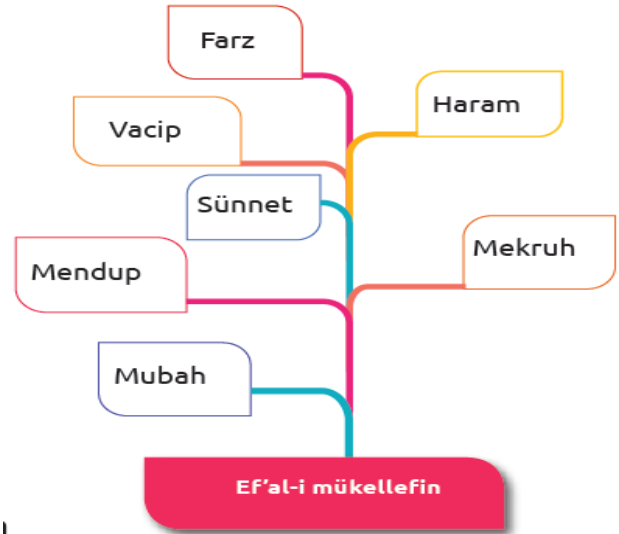 Farz
Haram
Vacip
Sünnet
Mekruh
Mendup
Mubah
Ef'al-i mükellefin